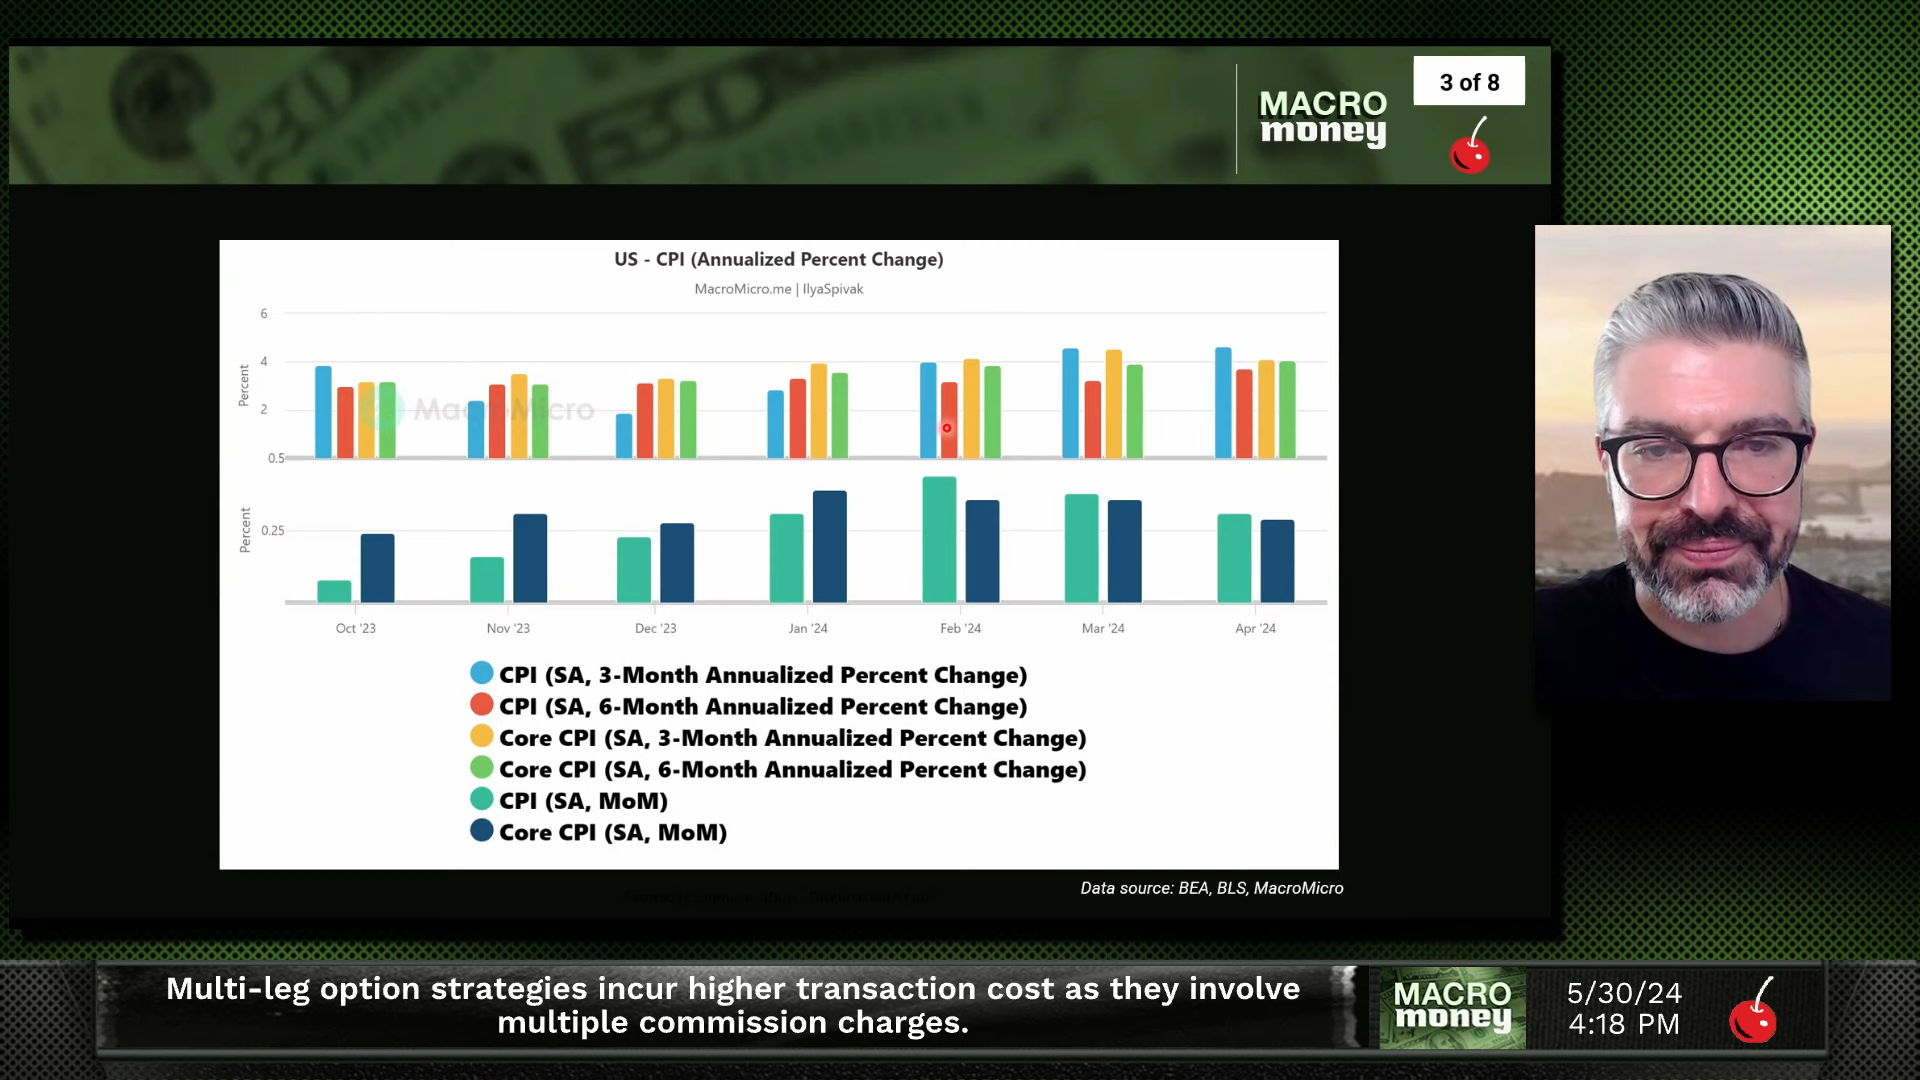 MACRO
money
3 of 8
US - CPI (Annualized Percent Change)
MacroMicro.me | IlyaSpivak
6
4
2
0.5
Percent
MacroMicro
0.25
Percent
Oct '23
Nov '23
Dec '23
Jan '24
Feb '24
Mar '24
Apr '24
CPI (SA, 3-Month Annualized Percent Change)
CPI (SA, 6-Month Annualized Percent Change)
Core CPI (SA, 3-Month Annualized Percent Change)
Core CPI (SA, 6-Month Annualized Percent Change)
CPI (SA, MoM)
Core CPI (SA, MoM)
Data source: BEA, BLS, MacroMicro
Multi-leg option strategies incur higher transaction cost as they involve
multiple commission charges.
MACRO
money
5/30/24
4:18 PM